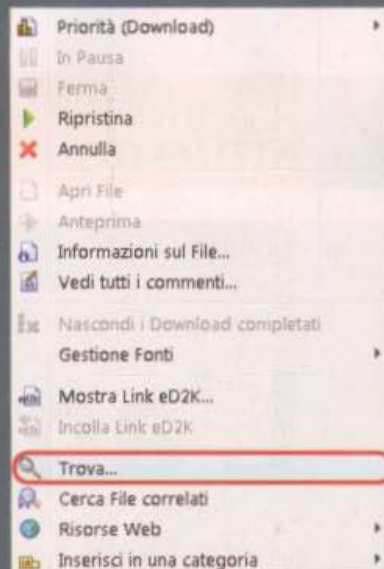 Priorità (Download)
In Pausa
Ferma
Ripristina
Annulla
Apri File
Anteprima
Informazioni sul File...
Vedi tutti i commenti...
Nascondi i Download completati
Gestione Fonti
Mostra Link eD2K...
Incolla Link eD2K
Trova...
Cerca File correlati
Risorse Web
Inserisci in una categoria